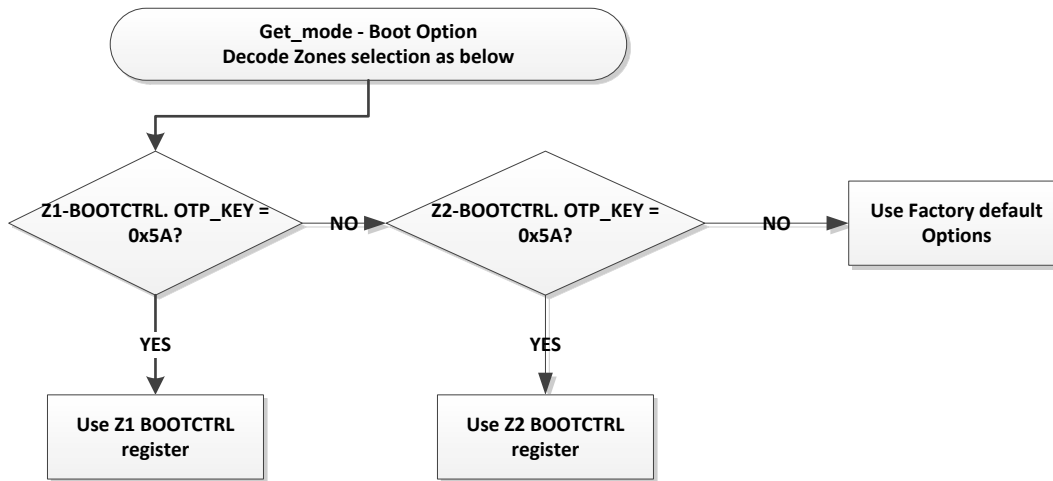 Get_mode - Boot Option
Decode Zones selection as below
Z1-BOOTCTRL. OTP_KEY =
0x5A?
NO
Z2-BOOTCTRL. OTP_KEY =
0x5A?
NO
Use Factory default
Options
YES
YES
Use Z1 BOOTCTRL
register
Use Z2 BOOTCTRL
register